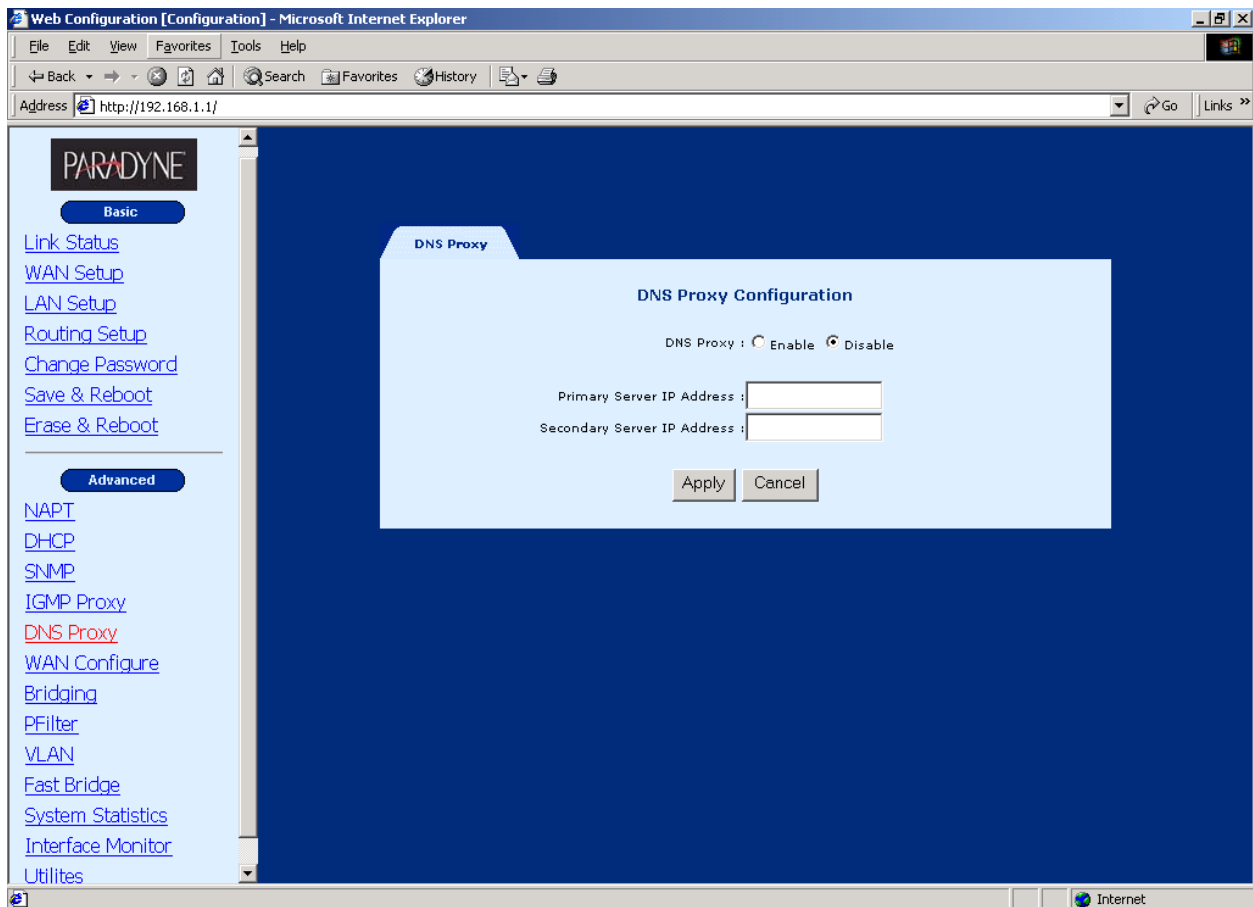 Web Configuration [Configuration] - Microsoft Internet Explorer
File Edit View Favorites Tools Help
Back Search Favorites History
Address http://192.168.1.1/ Go Links »
PARADYNE
Basic
Link Status
WAN Setup
LAN Setup
Routing Setup
Change Password
Save & Reboot
Erase & Reboot
Advanced
NAPT
DHCP
SNMP
IGMP Proxy
DNS Proxy
WAN Configure
Bridging
PFilter
VLAN
Fast Bridge
System Statistics
Interface Monitor
Utilites
DNS Proxy
DNS Proxy Configuration
DNS Proxy : Enable Disable
Primary Server IP Address :
Secondary Server IP Address :
Apply Cancel
Internet